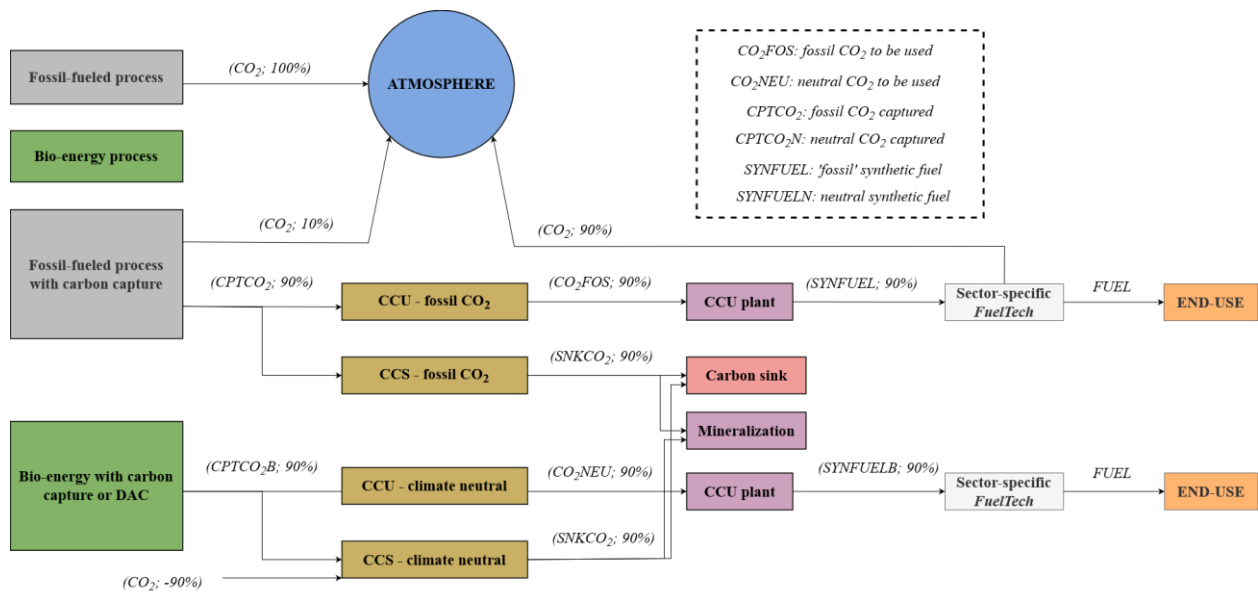 Fossil-fueled process
(CO₂; 100%)
ATMOSPHERE
CO₂FOS: fossil CO₂ to be used
CO₂NEU: neutral CO₂ to be used
CPTCO₂: fossil CO₂ captured
CPTCO₂N: neutral CO₂ captured
SYNFUEL: 'fossil' synthetic fuel
SYNFUELN: neutral synthetic fuel
Bio-energy process
Fossil-fueled process
with carbon capture
(CO₂; 10%)
(CO₂; 90%)
(CPTCO₂; 90%)
CCU - fossil CO₂
(CO₂FOS; 90%)
CCU plant
(SYNFUEL; 90%)
Sector-specific
FuelTech
FUEL
END-USE
CCS - fossil CO₂
(SNKCO₂; 90%)
Carbon sink
Mineralization
Bio-energy with carbon
capture or DAC
(CPTCO₂B; 90%)
CCU - climate neutral
(CO₂NEU; 90%)
CCU plant
(SYNFUELB; 90%)
Sector-specific
FuelTech
FUEL
END-USE
CCS - climate neutral
(SNKCO₂; 90%)
(CO₂; -90%)